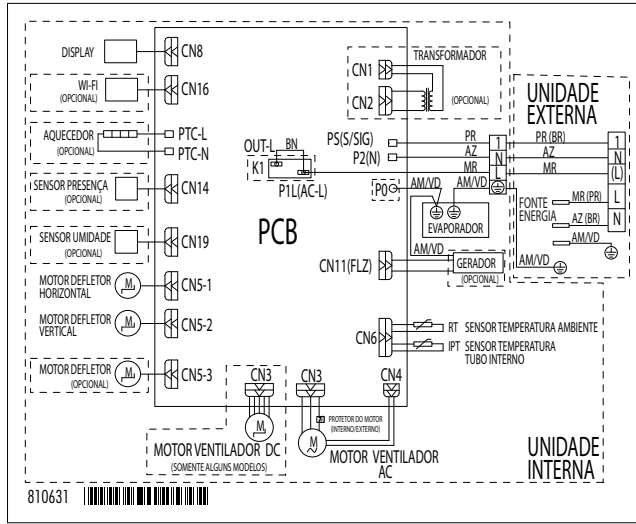 DISPLAY
CN8
WI-FI
(OPCIONAL)
CN16
AQUECEDOR
(OPCIONAL)
PTC-L
PTC-N
SENSOR PRESENÇA
(OPCIONAL)
CN14
SENSOR UMIDADE
(OPCIONAL)
CN19
MOTOR DEFLETOR
HORIZONTAL
CN5-1
MOTOR DEFLETOR
VERTICAL
CN5-2
MOTOR DEFLETOR
(OPCIONAL)
CN5-3
M
M
M
PCB
OUT-L
BN
K1
P1L(AC-L)
CN1
CN2
TRANSFORMADOR
(OPCIONAL)
PS(S/SIG)
P2(N)
PR
AZ
MR
1
N
L
P0
AM/VD
AM/VD
EVAPORADOR
AM/VD
CN11(FLZ)
GERADOR
(OPCIONAL)
CN6
RT SENSOR TEMPERATURA AMBIENTE
IPT SENSOR TEMPERATURA
TUBO INTERNO
UNIDADE
EXTERNA
PR (BR)
AZ
MR
1
N
(L)
L
N
FONTE
ENERGIA
MR (PR)
AZ (BR)
AM/VD
AM/VD
CN3
M
MOTOR VENTILADOR DC
(SOMENTE ALGUNS MODELOS)
CN3
CN4
PROTETOR DO MOTOR
(INTERNO/EXTERNO)
M
MOTOR VENTILADOR
AC
UNIDADE
INTERNA
810631